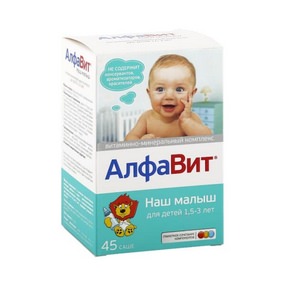 АлфаВит
НЕ СОДЕРЖИТ
консервантов,
ароматизаторов,
красителей
витаминно-минеральный комплекс
АлфаВит®
Наш малыш
для детей 1,5-3 лет
45 саше